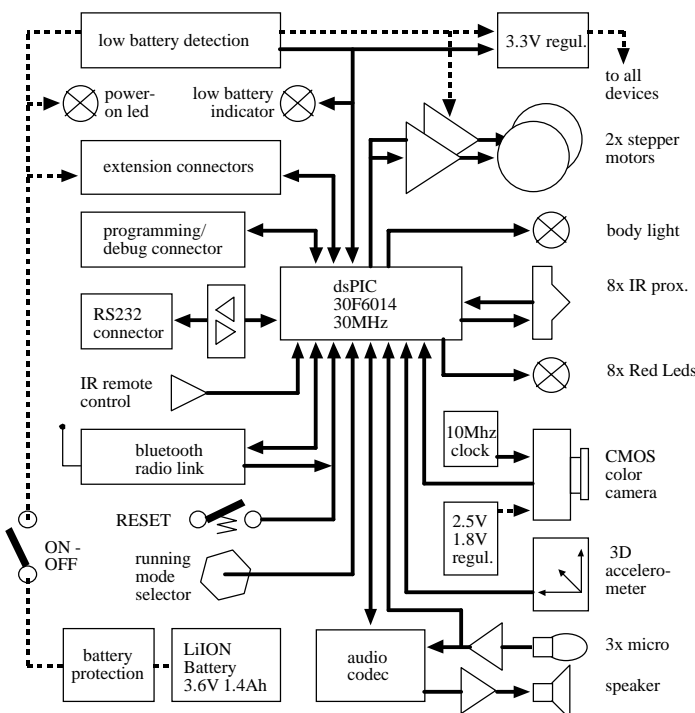 low battery detection
3.3V regul.
to all
devices
power-
on led
low battery
indicator
2x stepper
motors
extension connectors
programming/
debug connector
body light
dsPIC
30F6014
30MHz
8x IR prox.
RS232
connector
8x Red Leds
IR remote
control
10Mhz
clock
CMOS
color
camera
bluetooth
radio link
RESET
2.5V
1.8V
regul.
ON -
OFF
running
mode
selector
3D
accelero-
meter
battery
protection
LiION
Battery
3.6V 1.4Ah
audio
codec
3x micro
speaker